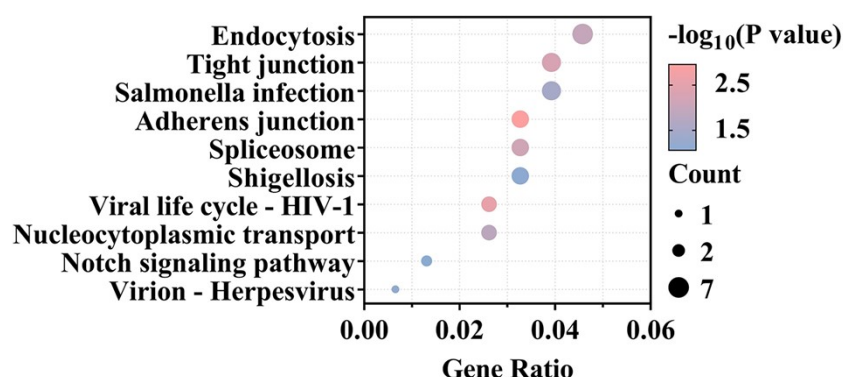 Endocytosis
Tight junction
Salmonella infection
Adherens junction
Spliceosome
Shigellosis
Viral life cycle - HIV-1
Nucleocytoplasmic transport
Notch signaling pathway
Virion - Herpesvirus
0.00 0.02 0.04 0.06
Gene Ratio
-log₁₀(P value)
2.5
1.5
Count
1
2
7